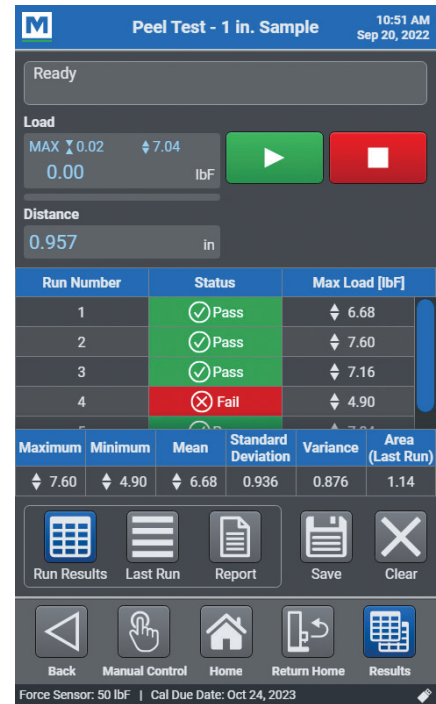 M
Peel Test - 1 in. Sample
10:51 AM
Sep 20, 2022
Ready
Load
MAX 0.02 7.04
0.00 lbF
Distance
0.957 in
Run Number Status Max Load [lbF]
1 Pass 6.68
2 Pass 7.60
3 Pass 7.16
4 Fail 4.90
Maximum Minimum Mean Standard Deviation Variance Area (Last Run)
7.60 4.90 6.68 0.936 0.876 1.14
Run Results Last Run Report Save Clear
Back Manual Control Home Return Home Results
Force Sensor: 50 lbF | Cal Due Date: Oct 24, 2023